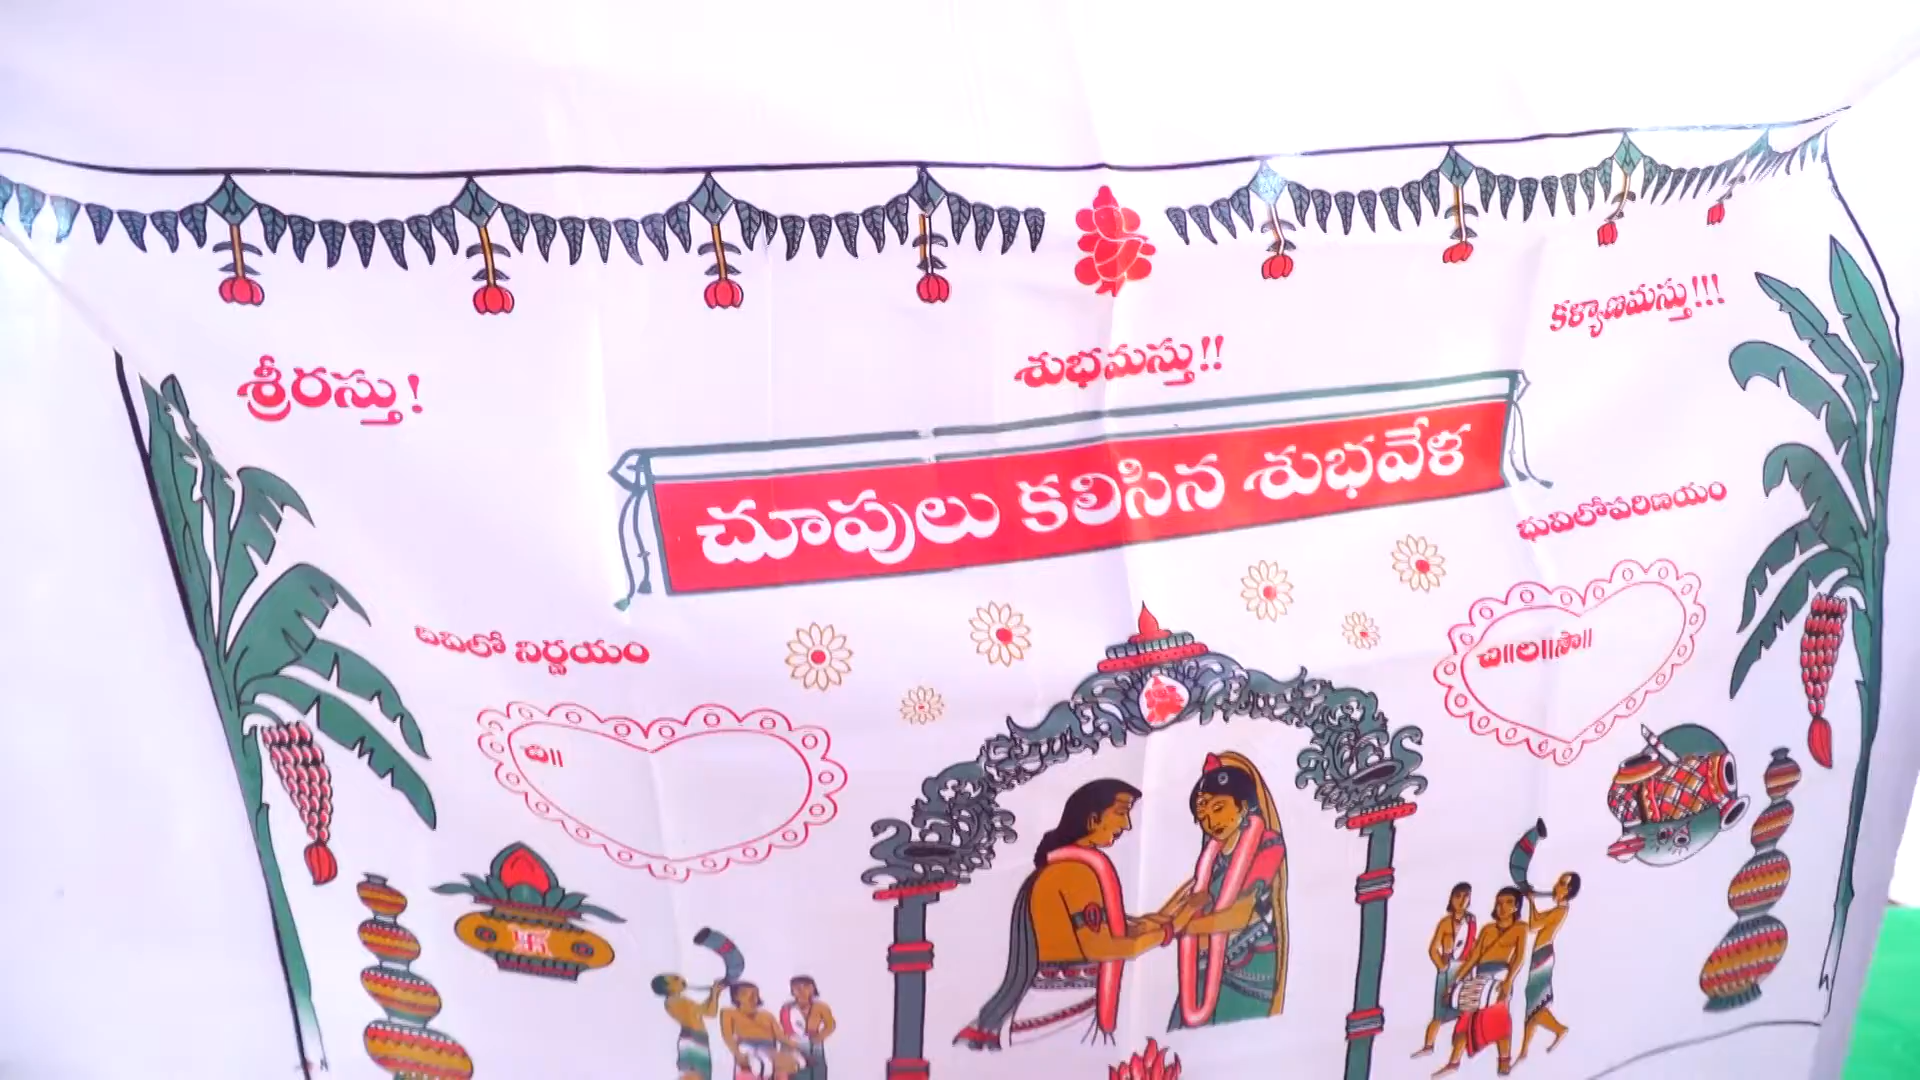 శ్రీరస్తు!
శుభమస్తు!!
కళ్యాణమస్తు!!!
చూపులు కలిసిన శుభవేళ
దివిలో నిర్ణయం
భువిలోపరిణయం
చి॥
చి॥ల॥సౌ॥